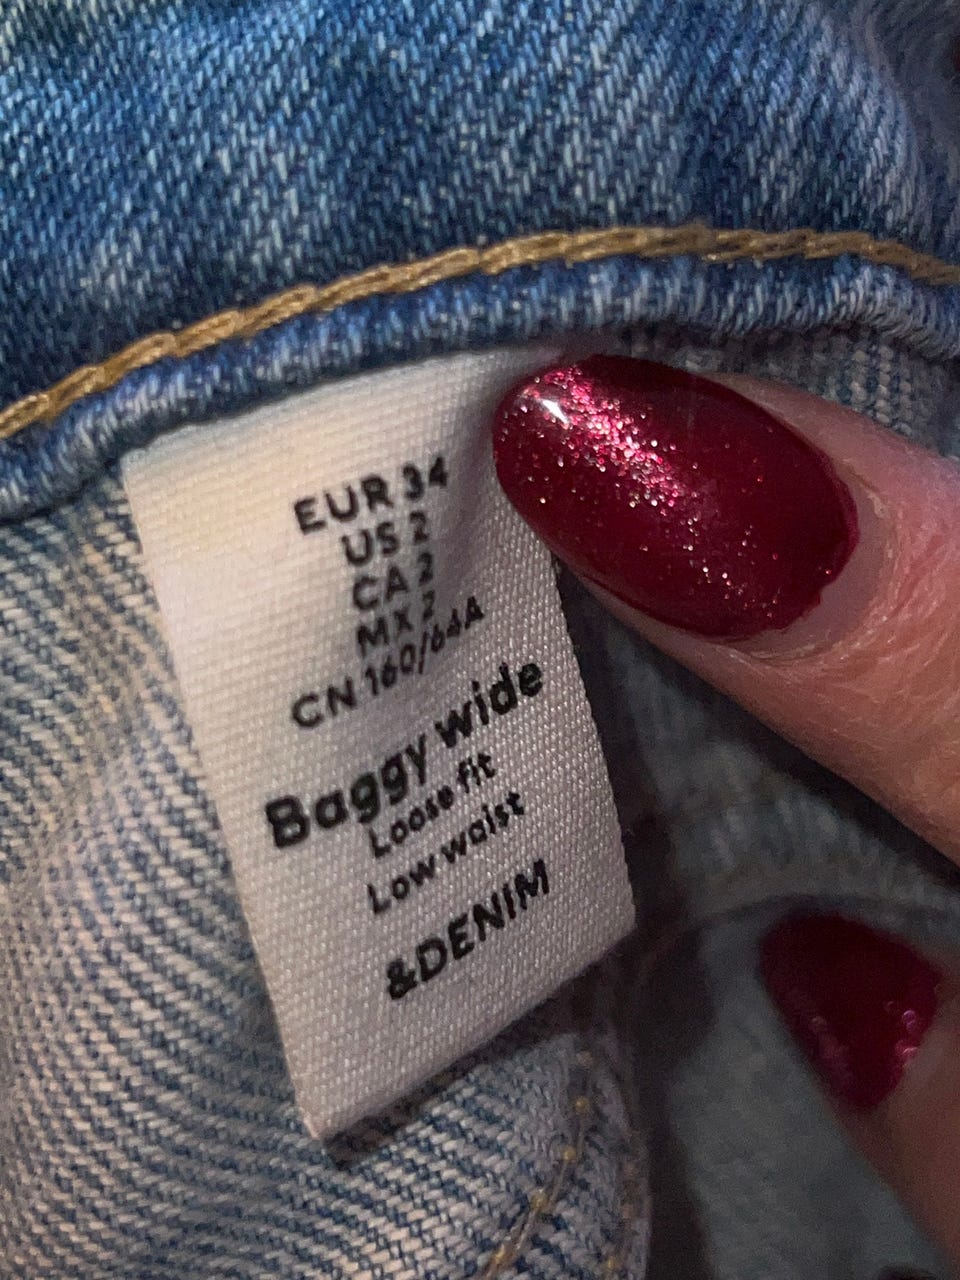 EUR 34
US 2
CA 2
MX 2
CN 160/64A
Baggy wide
Loose fit
Low waist
&DENIM